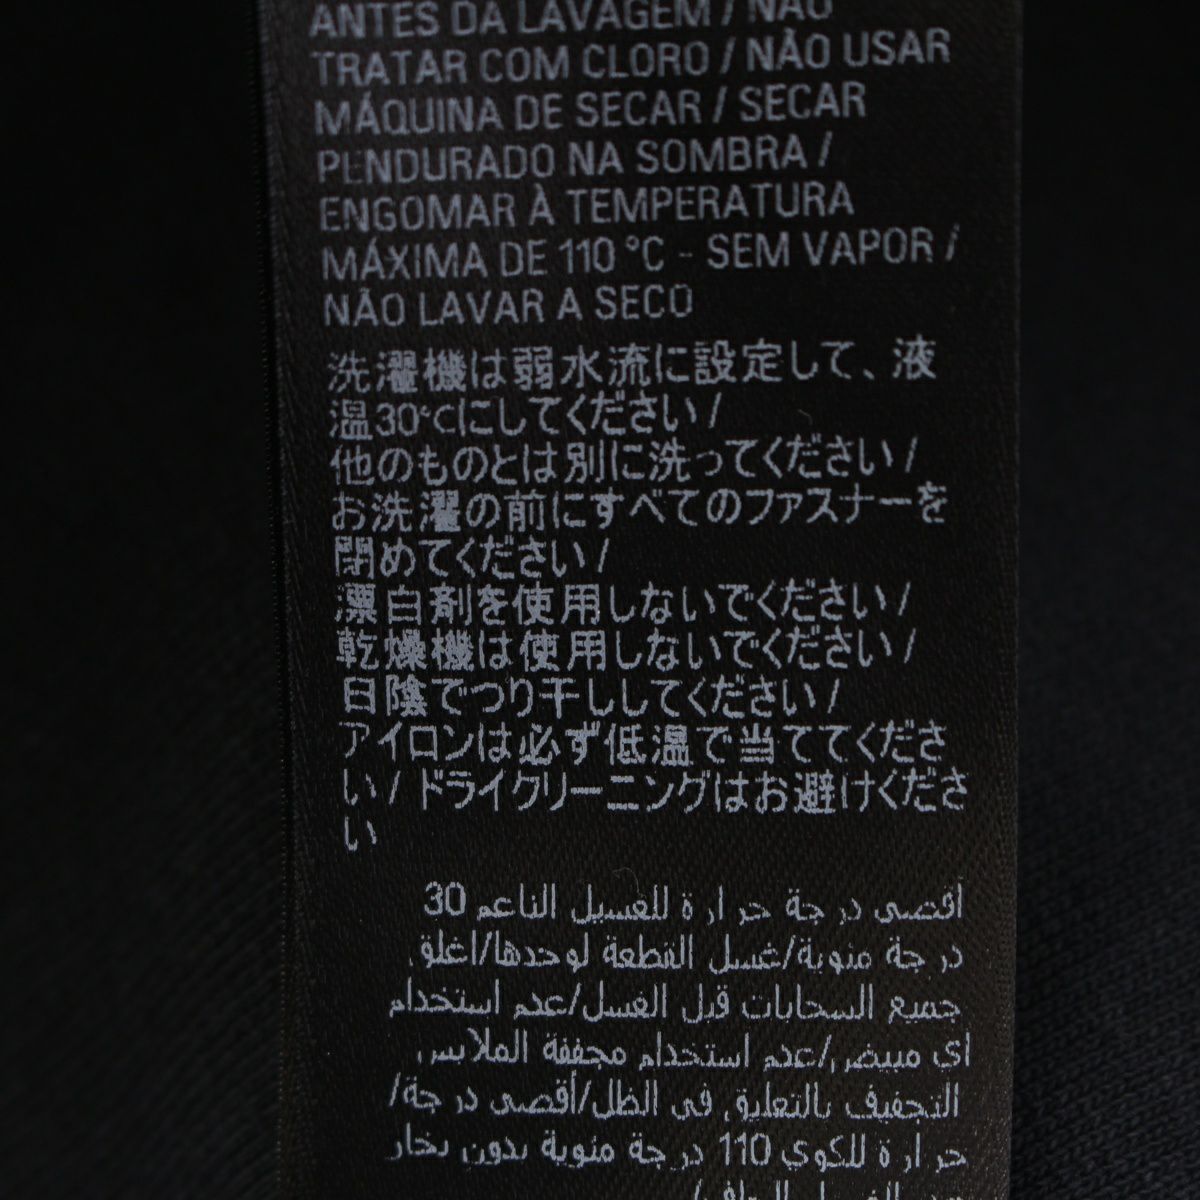 ANTES DA LAVAGEM / NÃO
TRATAR COM CLORO / NÃO USAR
MÁQUINA DE SECAR / SECAR
PENDURADO NA SOMBRA /
ENGOMAR À TEMPERATURA
MÁXIMA DE 110 °C - SEM VAPOR /
NÃO LAVAR A SECO
洗濯機は弱水流に設定して、液
温30°Cにしてください/
他のものとは別に洗ってください/
お洗濯の前にすべてのファスナーを
閉めてください/
漂白剤を使用しないでください/
乾燥機は使用しないでください/
日陰でつり干ししてください/
アイロンは必ず低温で当ててくださ
い/ドライクリーニングはお避けくださ
い
أقصى درجة حرارة للغسيل الناعم 30
درجة مئوية/غسل القطعة لوحدها/اغلق
جميع السحابات قبل الغسل/عدم استخدام
اي مبيض/عدم استخدام مجففة الملابس
التجفيف بالتعليق في الظل/أقصى درجة/
حرارة للكوي 110 درجة مئوية بدون بخار